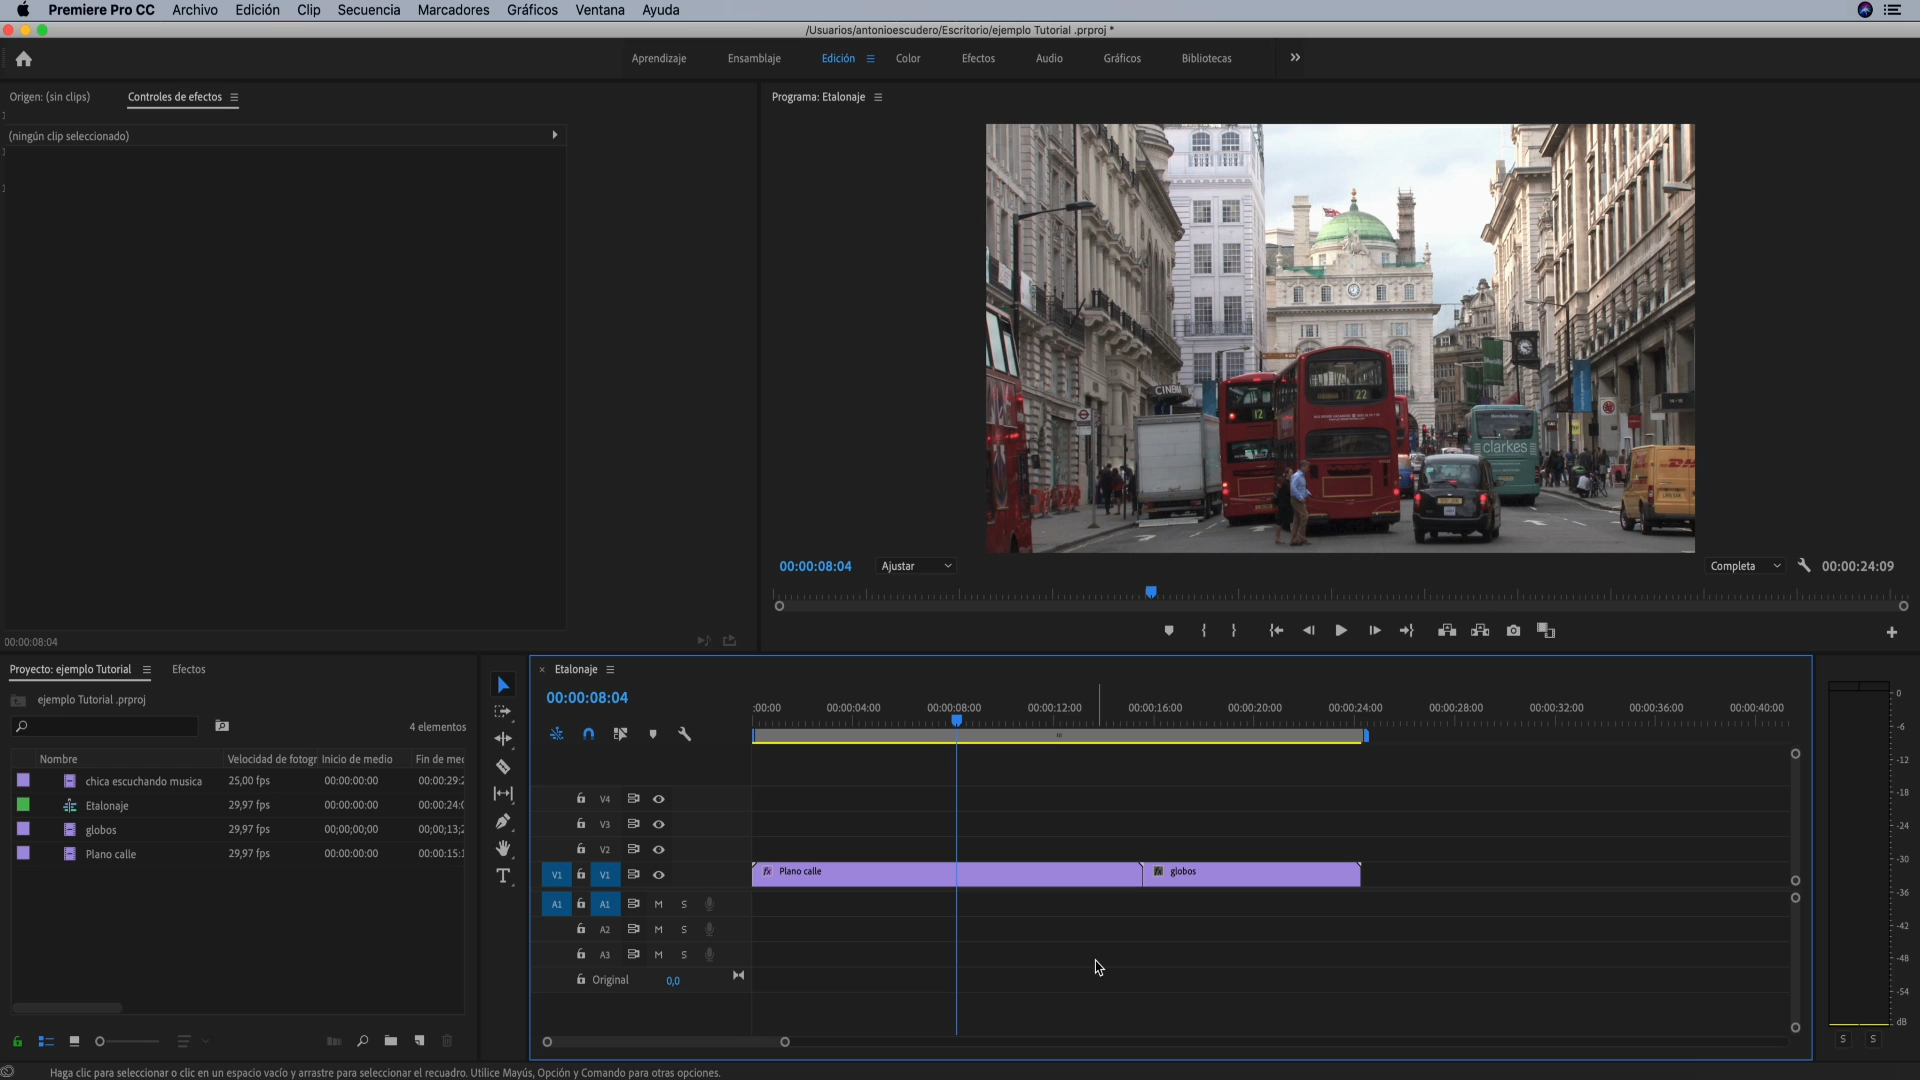 Premiere Pro CC Archivo Edición Clip Secuencia Marcadores Gráficos Ventana Ayuda
/Usuarios/antonioescudero/Escritorio/ejemplo Tutorial .prproj *
Aprendizaje Ensamblaje Edición Color Efectos Audio Gráficos Bibliotecas
Origen: (sin clips) Controles de efectos
Programa: Etalonaje
(ningún clip seleccionado)
CINEM
22
12
clarkes
DH
00:00:08:04 Ajustar Completa 00:00:24:09
00:00:08:04
Proyecto: ejemplo Tutorial Efectos
ejemplo Tutorial .prproj
4 elementos
Nombre Velocidad de fotogr Inicio de medio Fin de med
chica escuchando musica 25,00 fps 00:00:00:00 00:00:29:2
Etalonaje 29,97 fps 00:00:00:00 00:00:24:0
globos 29,97 fps 00;00;00;00 00;00;13;2
Plano calle 29,97 fps 00:00:00:00 00:00:15:1
Etalonaje
00:00:08:04
:00:00 00:00:04:00 00:00:08:00 00:00:12:00 00:00:16:00 00:00:20:00 00:00:24:00 00:00:28:00 00:00:32:00 00:00:36:00 00:00:40:00
V4
V3
V2
V1 V1 fx Plano calle fx globos
A1 A1 M S
A2 M S
A3 M S
Original 0,0
0
-6
-12
-18
-24
-30
-36
-42
-48
-54
dB
S S
Haga clic para seleccionar o clic en un espacio vacío y arrastre para seleccionar el recuadro. Utilice Mayús, Opción y Comando para otras opciones.